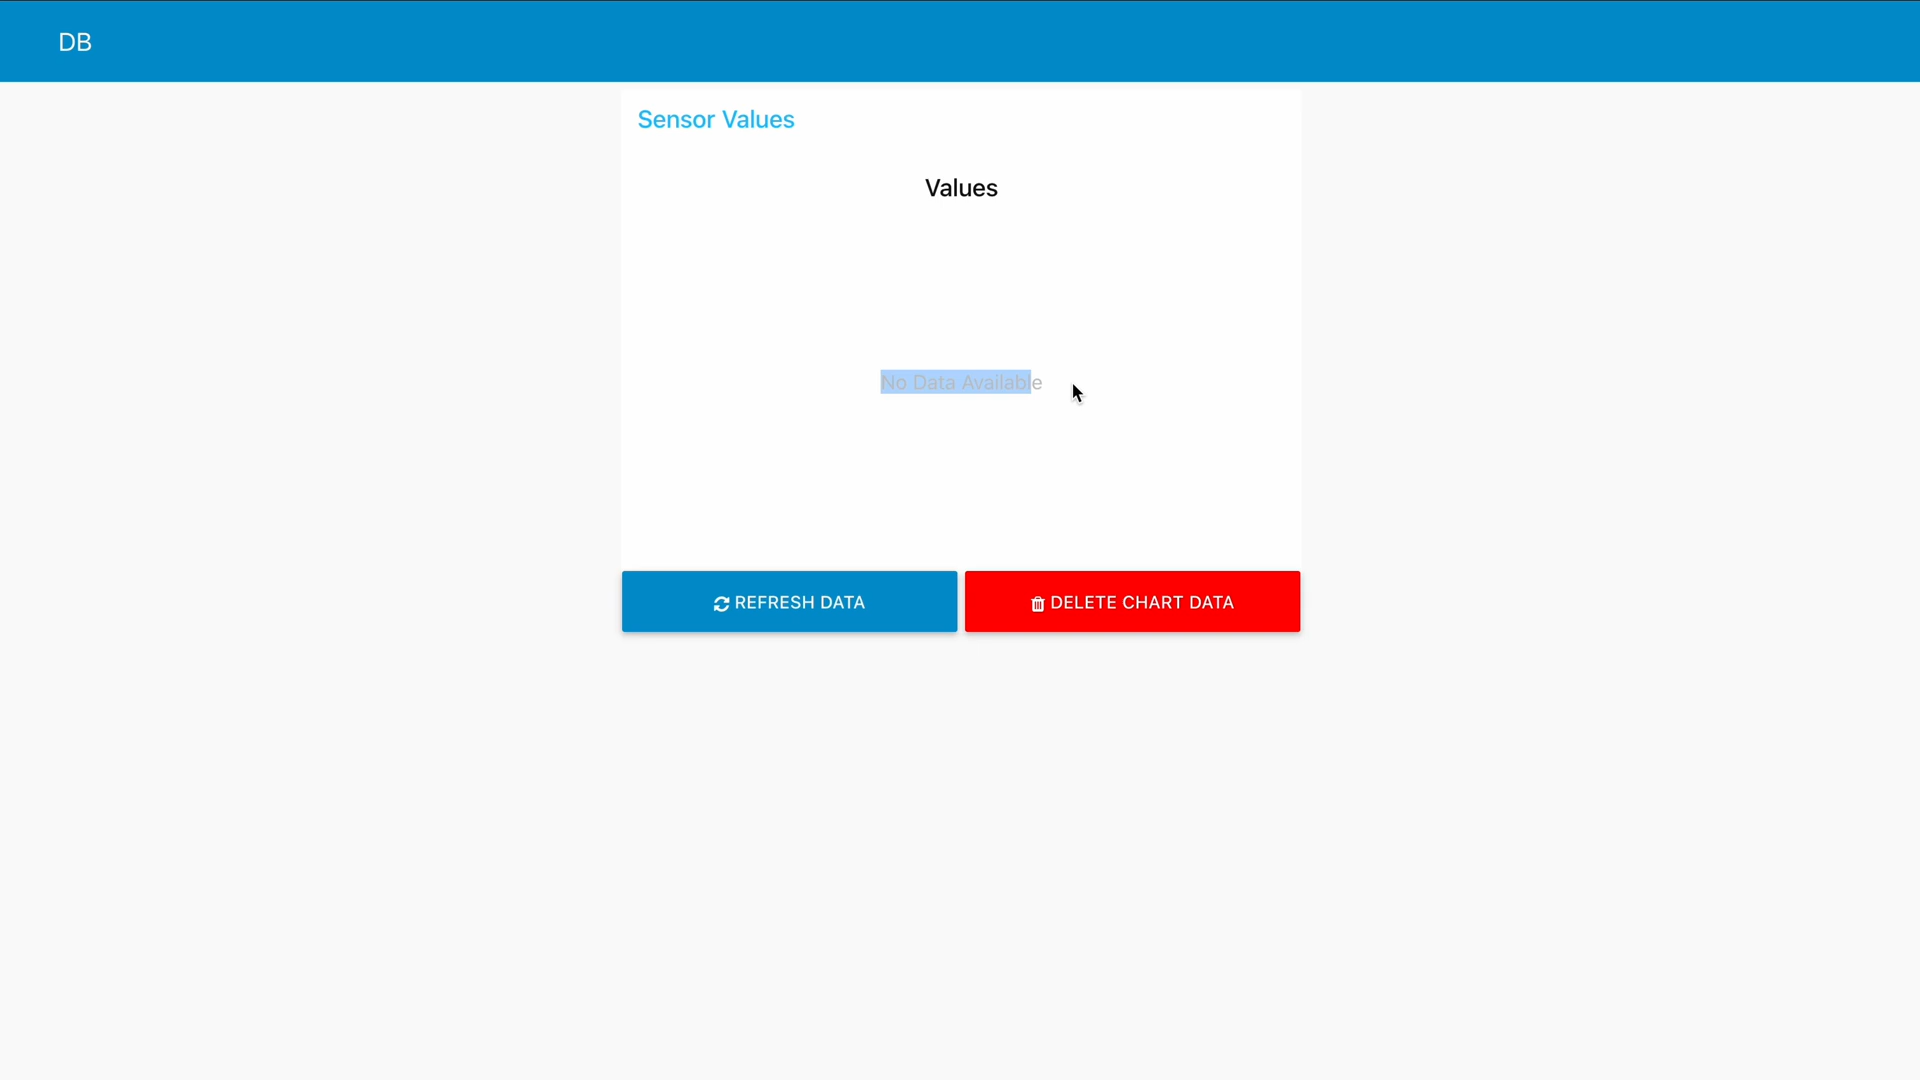 DB
Sensor Values
Values
No Data Available
REFRESH DATA
DELETE CHART DATA